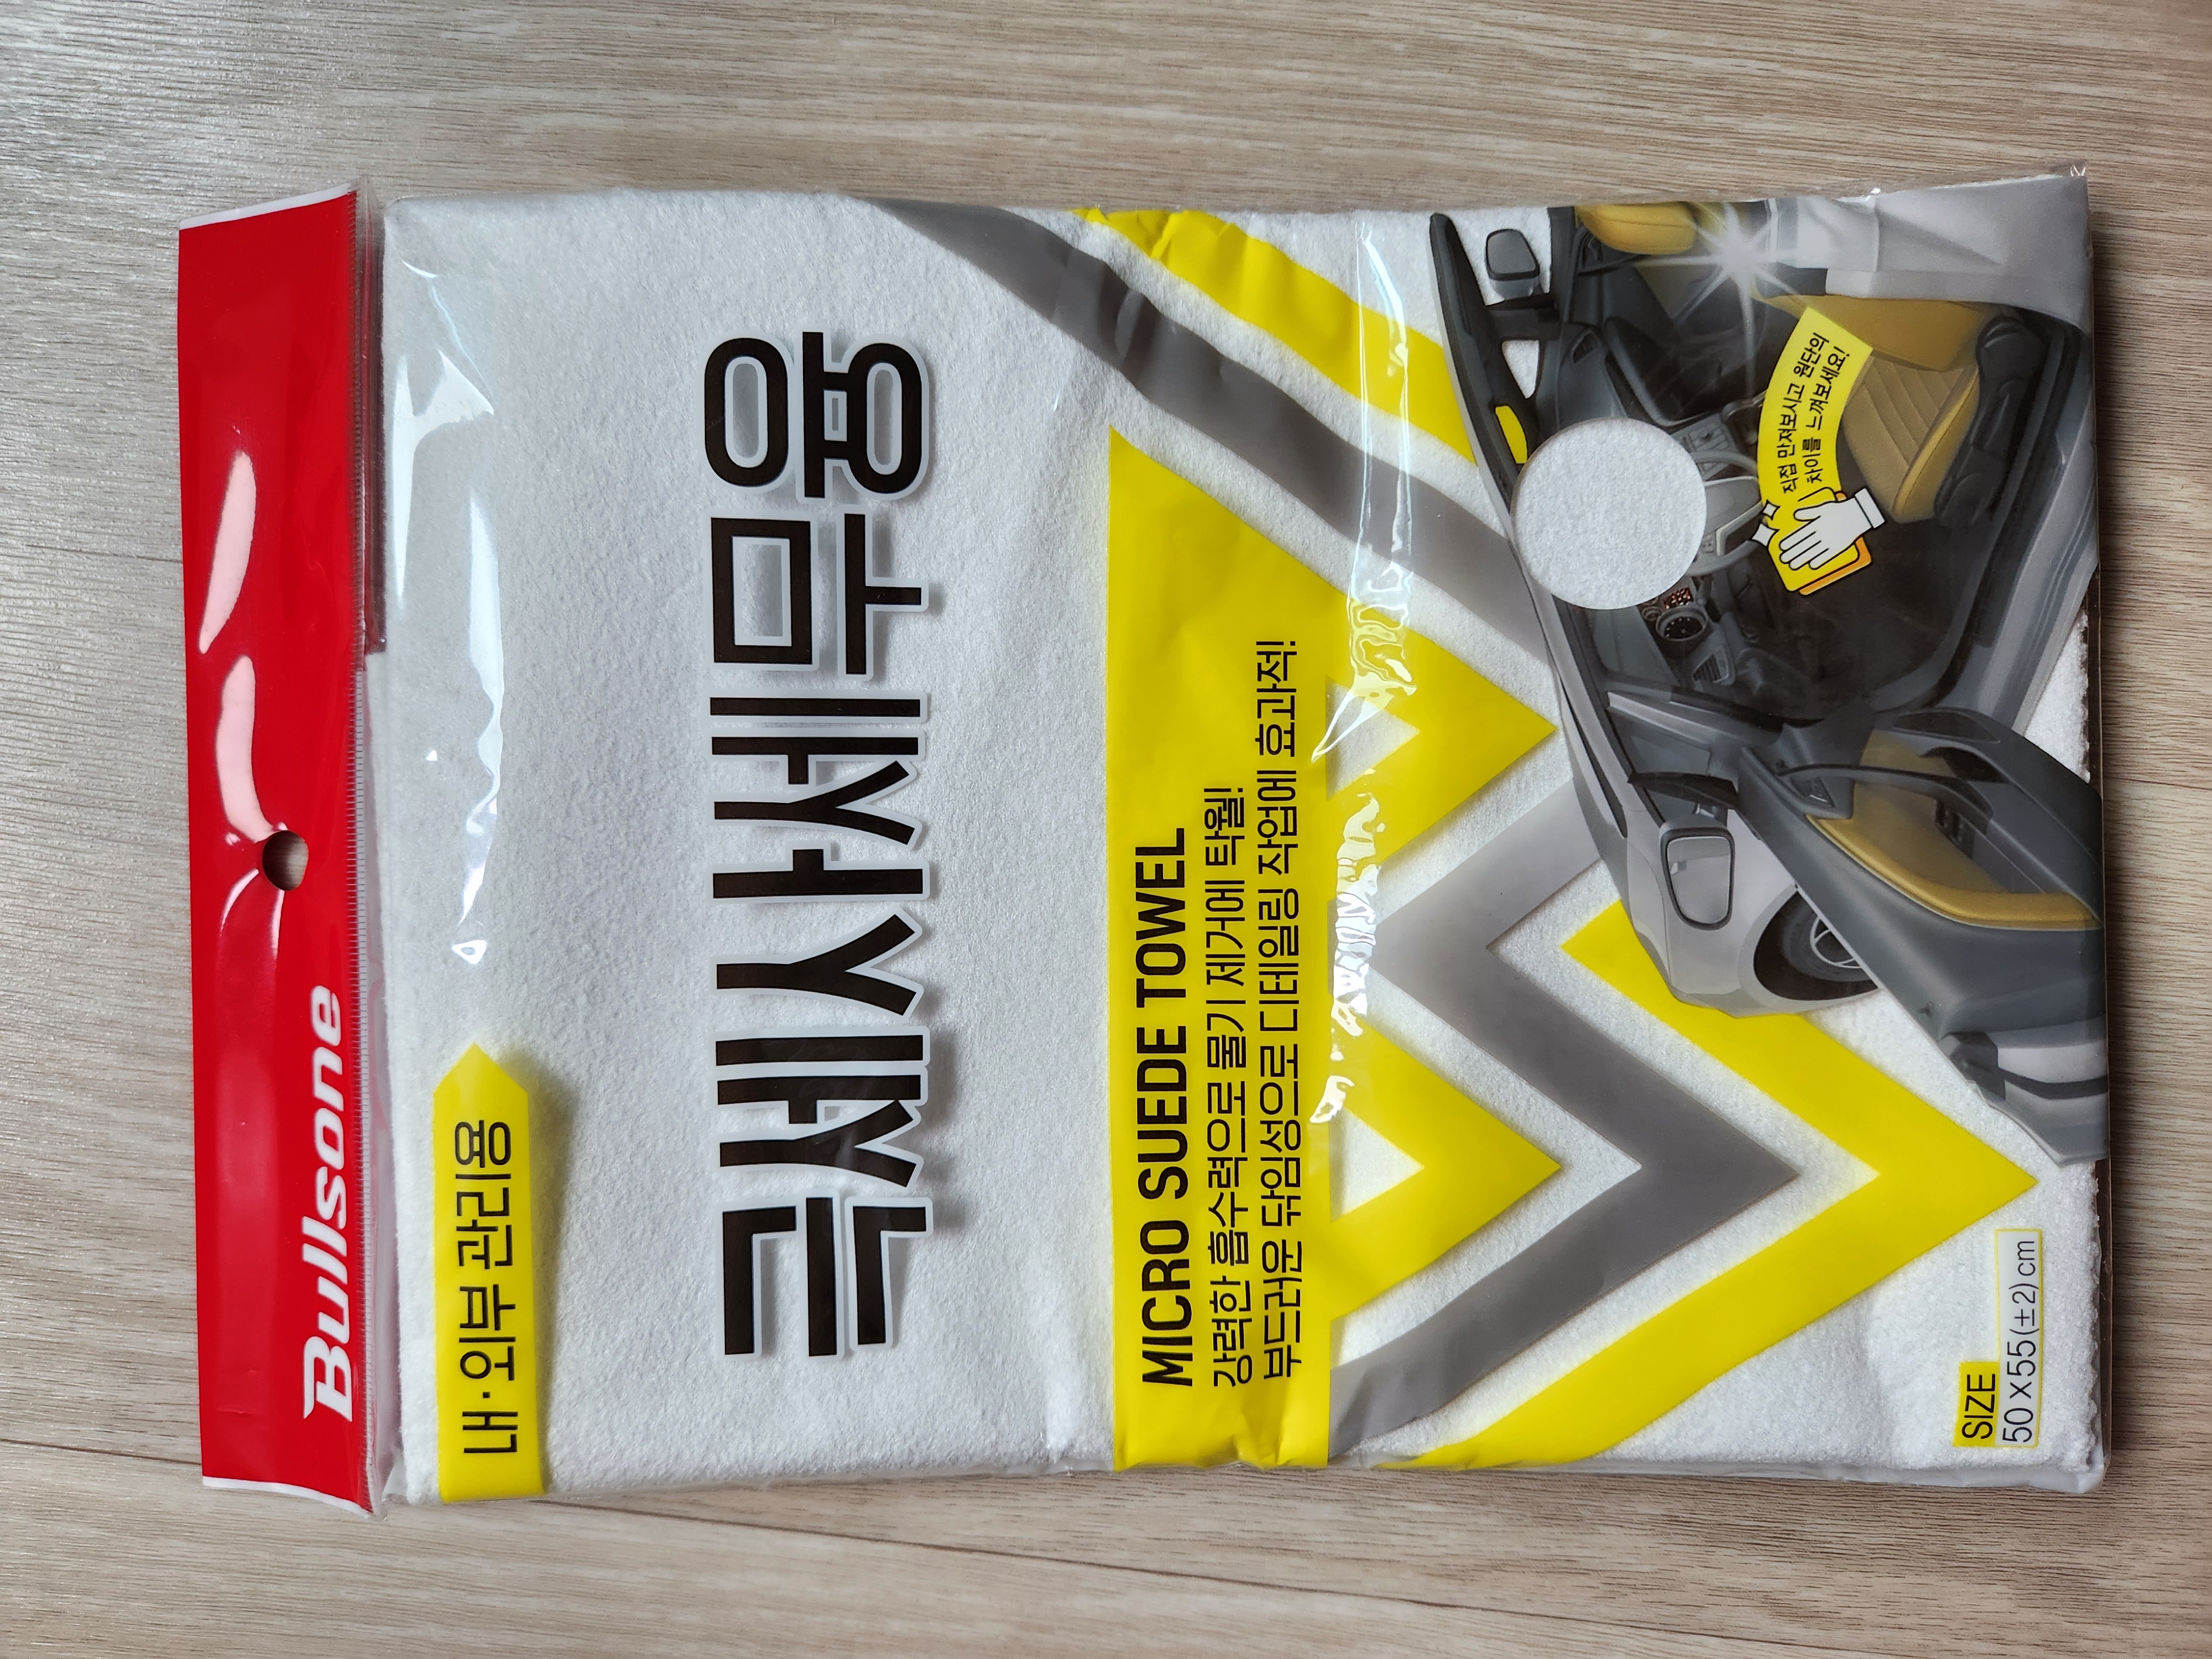 Bullsone
내·외부 관리용
극세사세무융
MICRO SUEDE TOWEL
강력한 흡수력으로 물기 제거에 탁월!
부드러운 닦임성으로 디테일링 작업에 효과적!
직접 만져보시고 원단의
차이를 느껴보세요!
SIZE
50 X 55(±2) cm